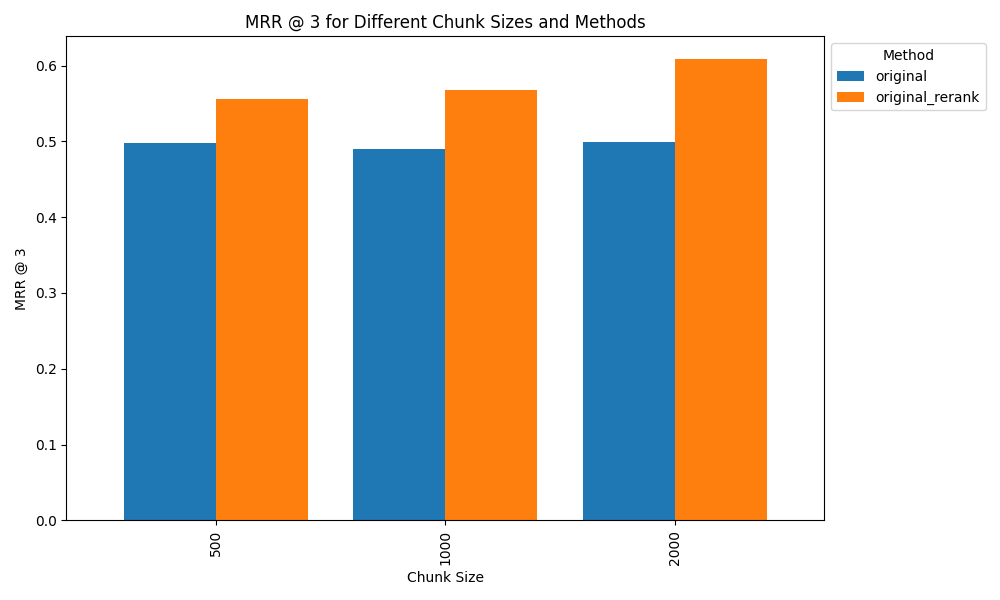 MRR @ 3 for Different Chunk Sizes and Methods
Method
original
original_rerank
MRR @ 3
0.6
0.5
0.4
0.3
0.2
0.1
0.0
500
1000
2000
Chunk Size